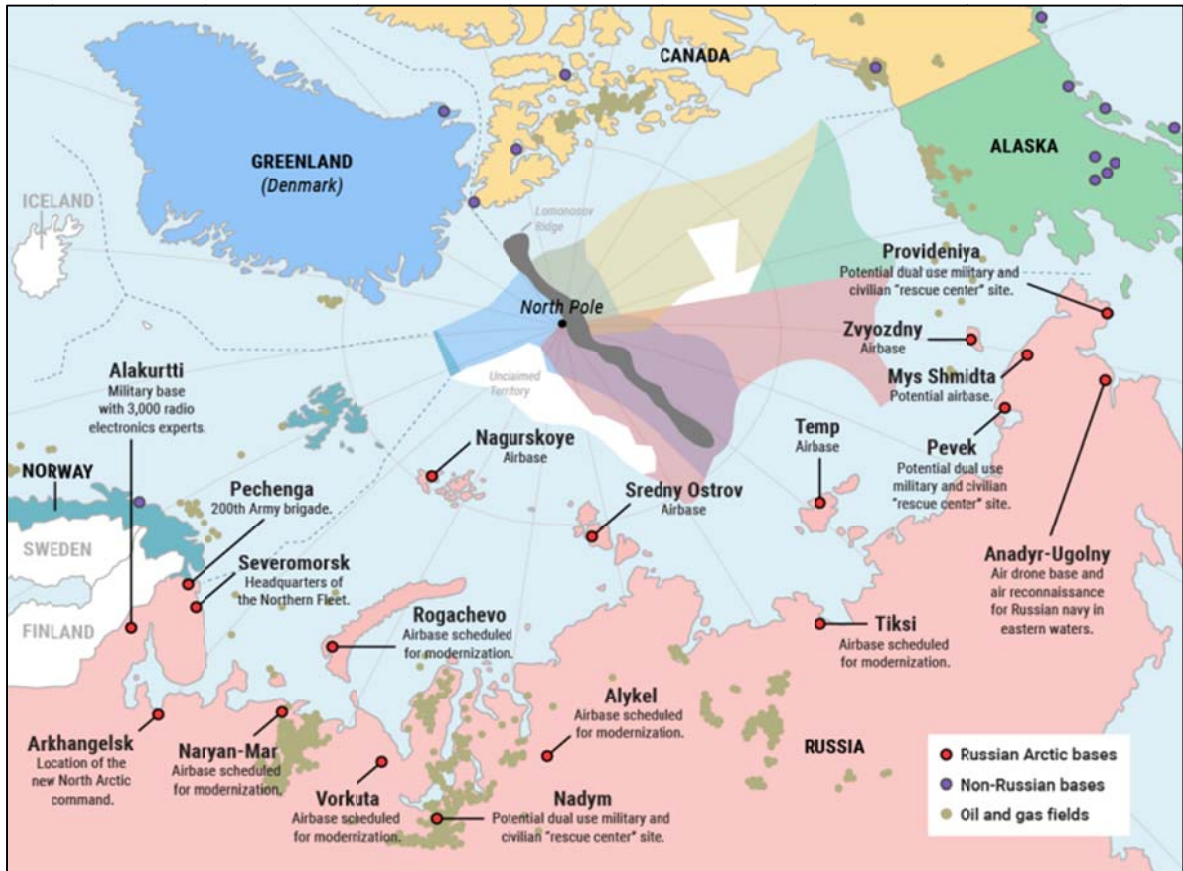 CANADA
GREENLAND
(Denmark)
ALASKA
ICELAND
Lomonosov
Ridge
North Pole
Unclaimed
Territory
Provideniya
Potential dual use military and
civilian “rescue center” site.
Zvyozdny
Airbase
Mys Shmidta
Potential airbase.
Pevek
Potential dual use
military and civilian
“rescue center” site.
Alakurtti
Military base
with 3,000 radio
electronics experts.
Nagurskoye
Airbase
Temp
Airbase
Sredny Ostrov
Airbase
NORWAY
Pechenga
200th Army brigade.
SWEDEN
Severomorsk
Headquarters of
the Northern Fleet.
FINLAND
Anadyr-Ugolny
Air drone base and
air reconnaissance
for Russian navy in
eastern waters.
Rogachevo
Airbase scheduled
for modernization.
Tiksi
Airbase scheduled
for modernization.
Alykel
Airbase scheduled
for modernization.
Arkhangelsk
Location of the
new North Arctic
command.
Naryan-Mar
Airbase scheduled
for modernization.
Vorkuta
Airbase scheduled
for modernrization.
Nadym
Potential dual use military and
civilian “rescue center” site.
RUSSIA
Russian Arctic bases
Non-Russian bases
Oil and gas fields